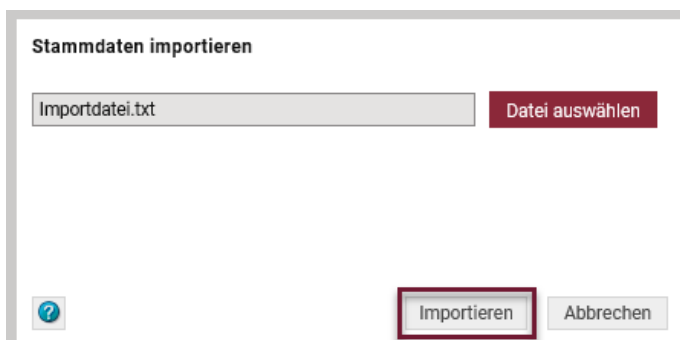 Stammdaten importieren
Importdatei.txt
Datei auswählen
?
Importieren
Abbrechen